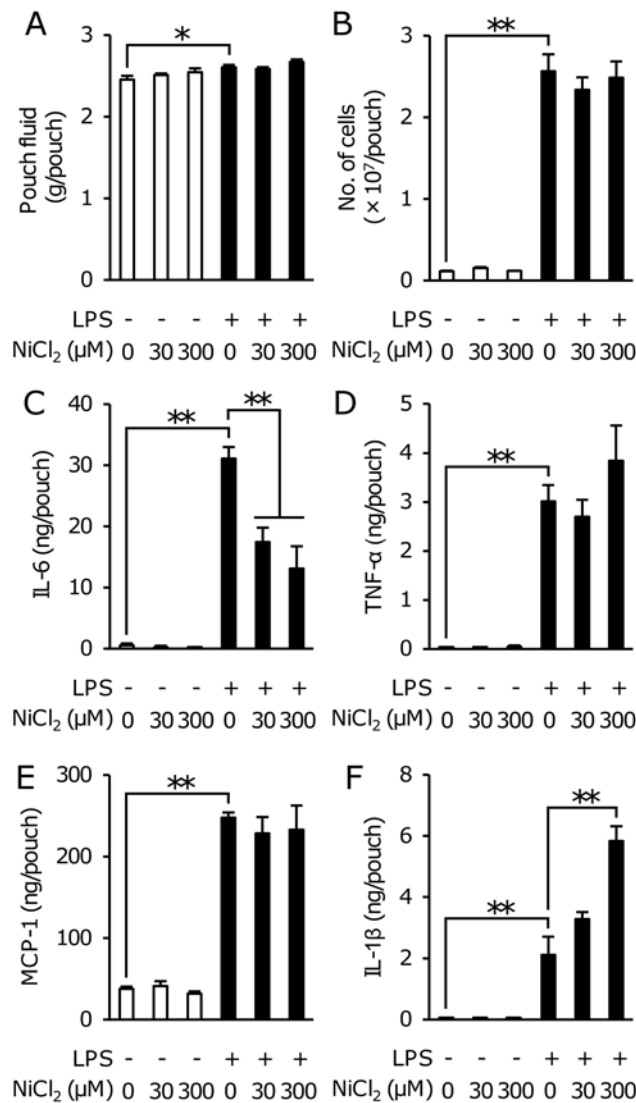 A
*
Pouch fluid
(g/pouch)
3
2
1
0
LPS - - - + + +
NiCl₂ (μM) 0 30 300 0 30 300
B
**
No. of cells
(×10⁷/pouch)
3
2
1
0
LPS - - - + + +
NiCl₂ (μM) 0 30 300 0 30 300
C
** **
IL-6 (ng/pouch)
40
30
20
10
0
LPS - - - + + +
NiCl₂ (μM) 0 30 300 0 30 300
D
**
TNF-α (ng/pouch)
5
4
3
2
1
0
LPS - - - + + +
NiCl₂ (μM) 0 30 300 0 30 300
E
**
MCP-1 (ng/pouch)
300
200
100
0
LPS - - - + + +
NiCl₂ (μM) 0 30 300 0 30 300
F
**
**
IL-1β (ng/pouch)
8
6
4
2
0
LPS - - - + + +
NiCl₂ (μM) 0 30 300 0 30 300